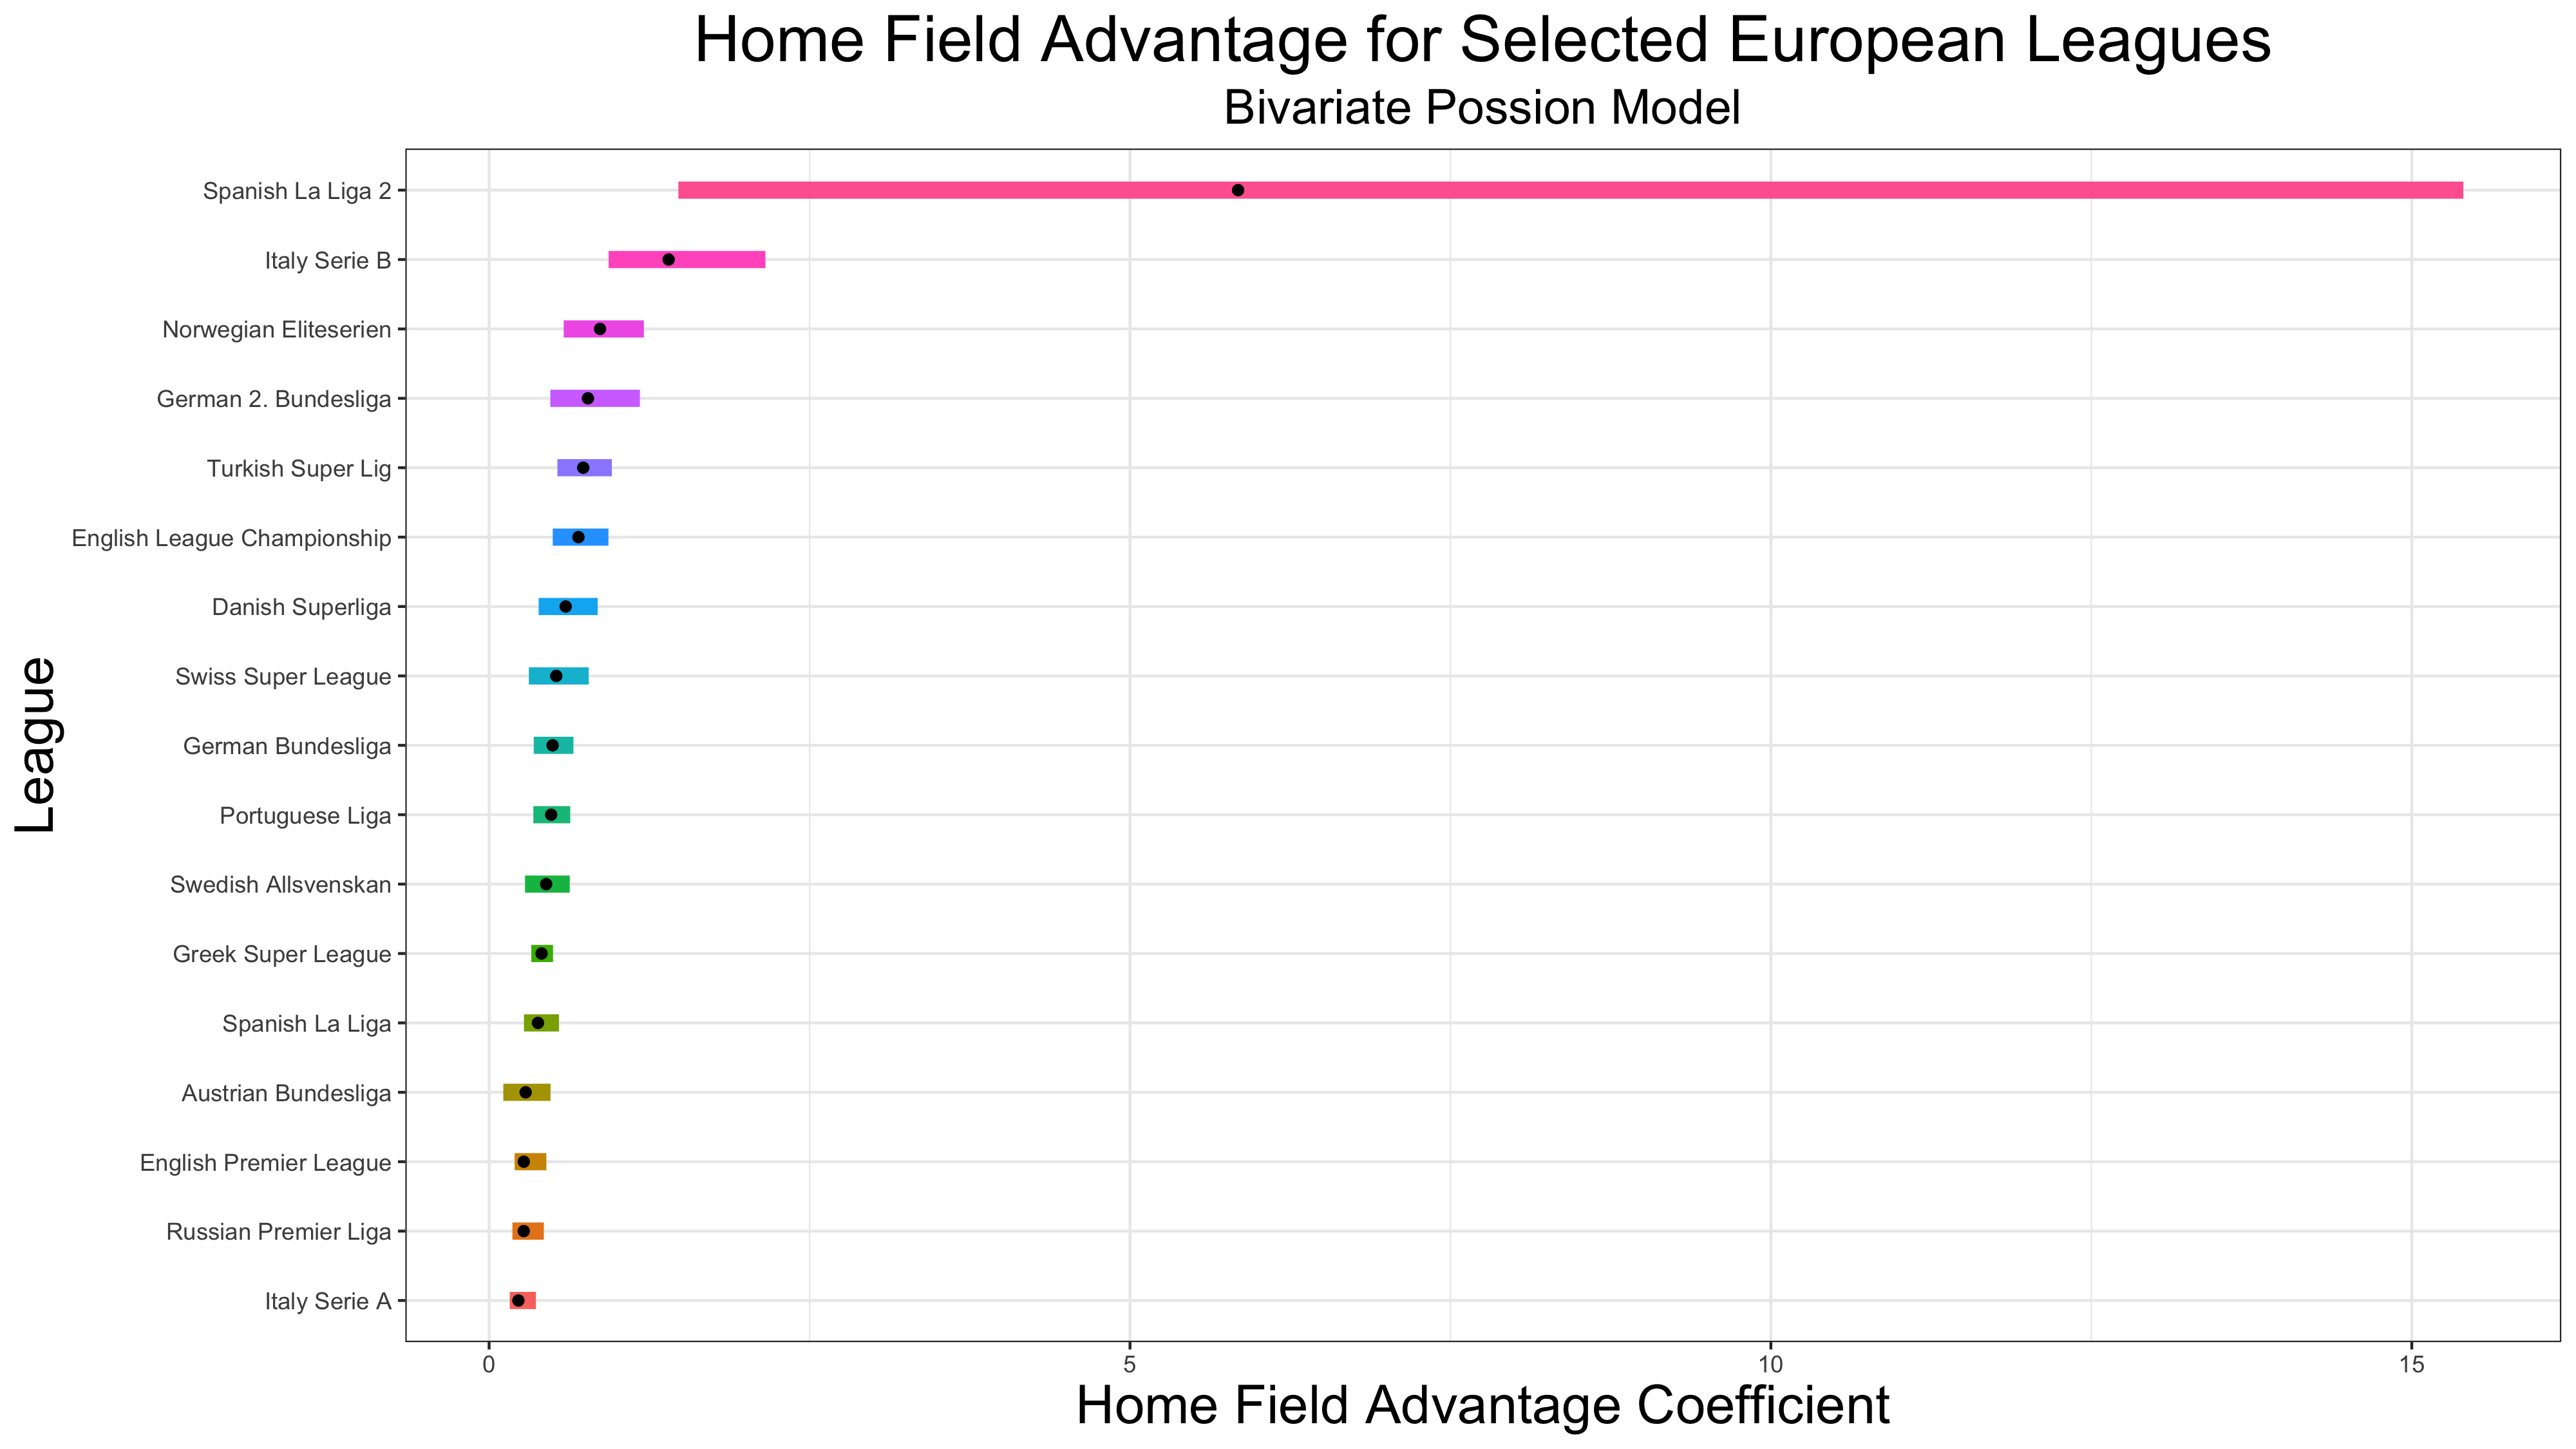 Home Field Advantage for Selected European Leagues
Bivariate Possion Model
League
Spanish La Liga 2
Italy Serie B
Norwegian Eliteserien
German 2. Bundesliga
Turkish Super Lig
English League Championship
Danish Superliga
Swiss Super League
German Bundesliga
Portuguese Liga
Swedish Allsvenskan
Greek Super League
Spanish La Liga
Austrian Bundesliga
English Premier League
Russian Premier Liga
Italy Serie A
0 5 10 15
Home Field Advantage Coefficient